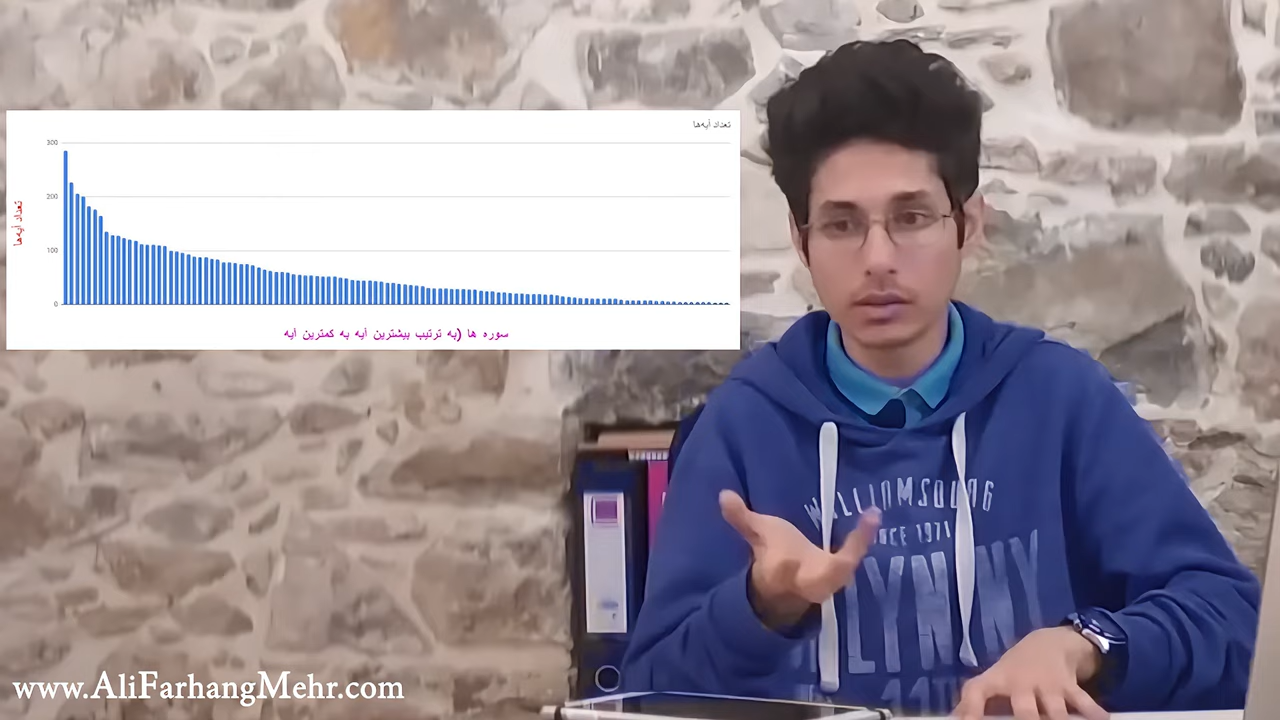 تعداد آیه‌ها
300
200
100
0
تعداد آیه‌ها
سوره ها (به ترتیب بیشترین آیه به کمترین آیه
WILLIAMSBURG
SINCE 1971
NY
11TH
www.AliFarhangMehr.com